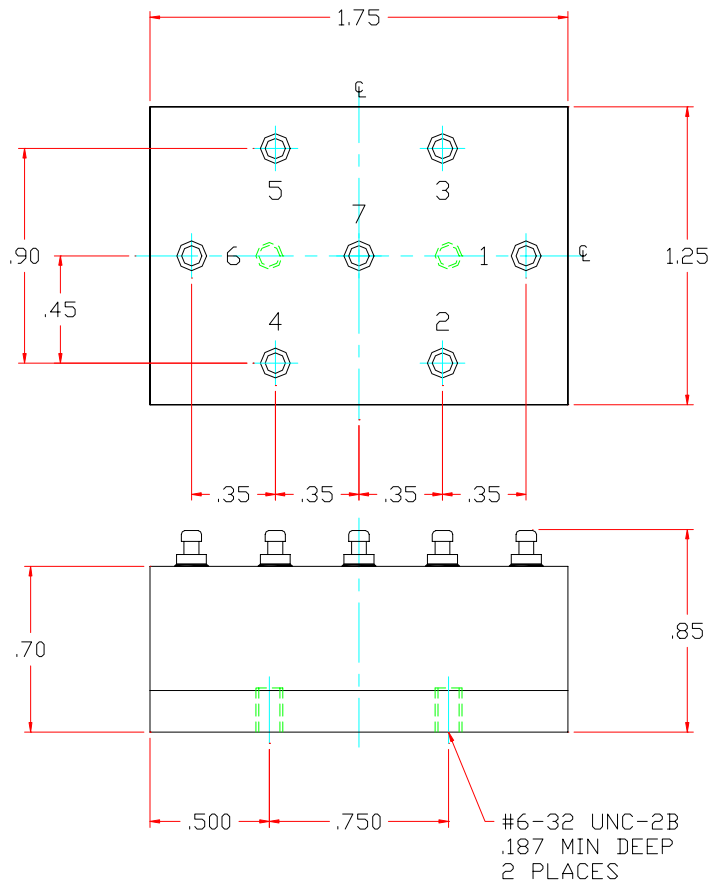 1.75
℄
5 3
7
.90 6 1 ℄ 1.25
.45
4 2
.35 .35 .35 .35
.70 .85
.500 .750 #6-32 UNC-2B
.187 MIN DEEP
2 PLACES